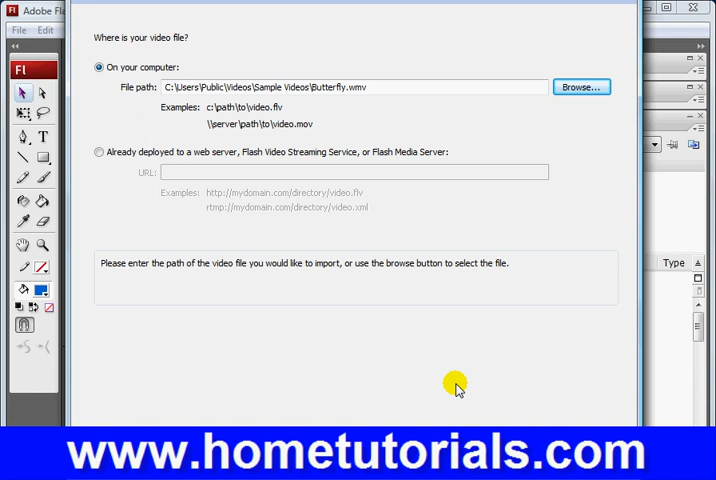 Adobe Fla
File Edit
Fl
Where is your video file?
On your computer:
File path: C:\Users\Public\Videos\Sample Videos\Butterfly.wmv Browse...
Examples: c:\path\to\video.flv
\\server\path\to\video.mov
Already deployed to a web server, Flash Video Streaming Service, or Flash Media Server:
URL:
Examples: http://mydomain.com/directory/video.flv
rtmp://mydomain.com/directory/video.xml
Please enter the path of the video file you would like to import, or use the browse button to select the file.
Type
www.hometutorials.com